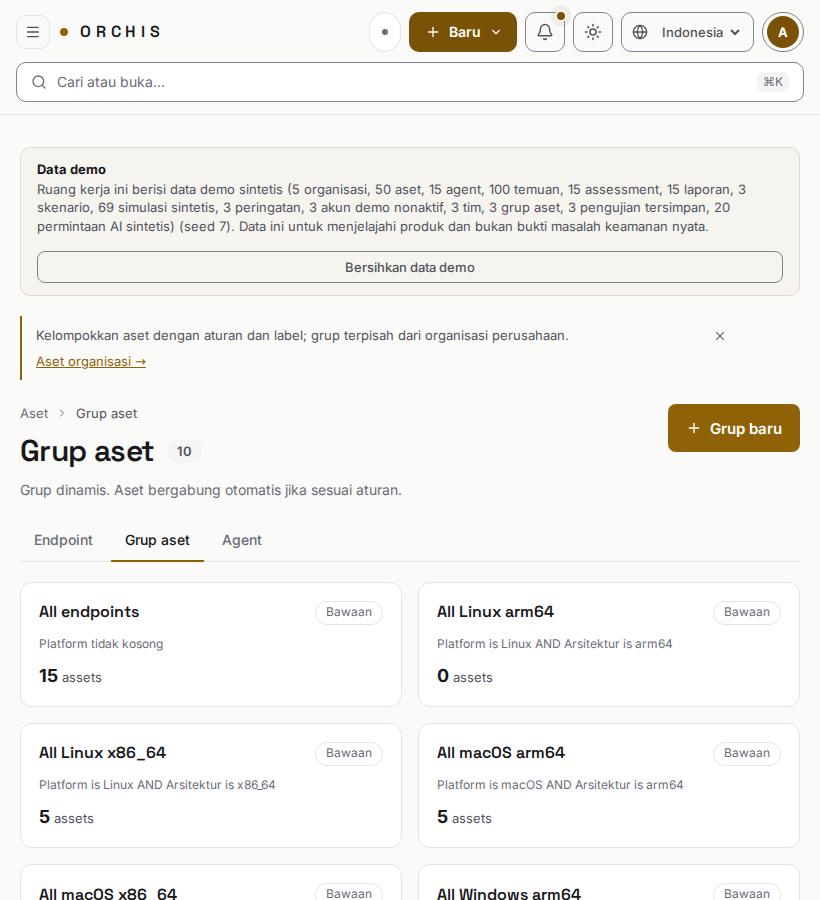 ORCHIS
Baru
Indonesia
A
Cari atau buka...
⌘K
Data demo
Ruang kerja ini berisi data demo sintetis (5 organisasi, 50 aset, 15 agent, 100 temuan, 15 assessment, 15 laporan, 3
skenario, 69 simulasi sintetis, 3 peringatan, 3 akun demo nonaktif, 3 tim, 3 grup aset, 3 pengujian tersimpan, 20
permintaan AI sintetis) (seed 7). Data ini untuk menjelajahi produk dan bukan bukti masalah keamanan nyata.
Bersihkan data demo
Kelompokkan aset dengan aturan dan label; grup terpisah dari organisasi perusahaan.
Aset organisasi →
Aset > Grup aset
Grup baru
Grup aset 10
Grup dinamis. Aset bergabung otomatis jika sesuai aturan.
Endpoint Grup aset Agent
All endpoints Bawaan
Platform tidak kosong
15 assets
All Linux arm64 Bawaan
Platform is Linux AND Arsitektur is arm64
0 assets
All Linux x86_64 Bawaan
Platform is Linux AND Arsitektur is x86_64
5 assets
All macOS arm64 Bawaan
Platform is macOS AND Arsitektur is arm64
5 assets
All macOS x86_64 Bawaan
All Windows arm64 Bawaan